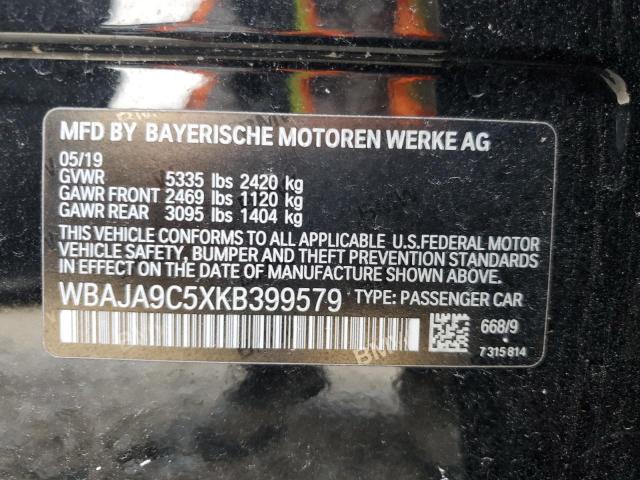 MFD BY BAYERISCHE MOTOREN WERKE AG
05/19
GVWR 5335 lbs 2420 kg
GAWR FRONT 2469 lbs 1120 kg
GAWR REAR 3095 lbs 1404 kg
THIS VEHICLE CONFORMS TO ALL APPLICABLE U.S.FEDERAL MOTOR
VEHICLE SAFETY, BUMPER AND THEFT PREVENTION STANDARDS
IN EFFECT ON THE DATE OF MANUFACTURE SHOWN ABOVE.
WBAJA9C5XKB399579 TYPE: PASSENGER CAR
668/9
7 315 814